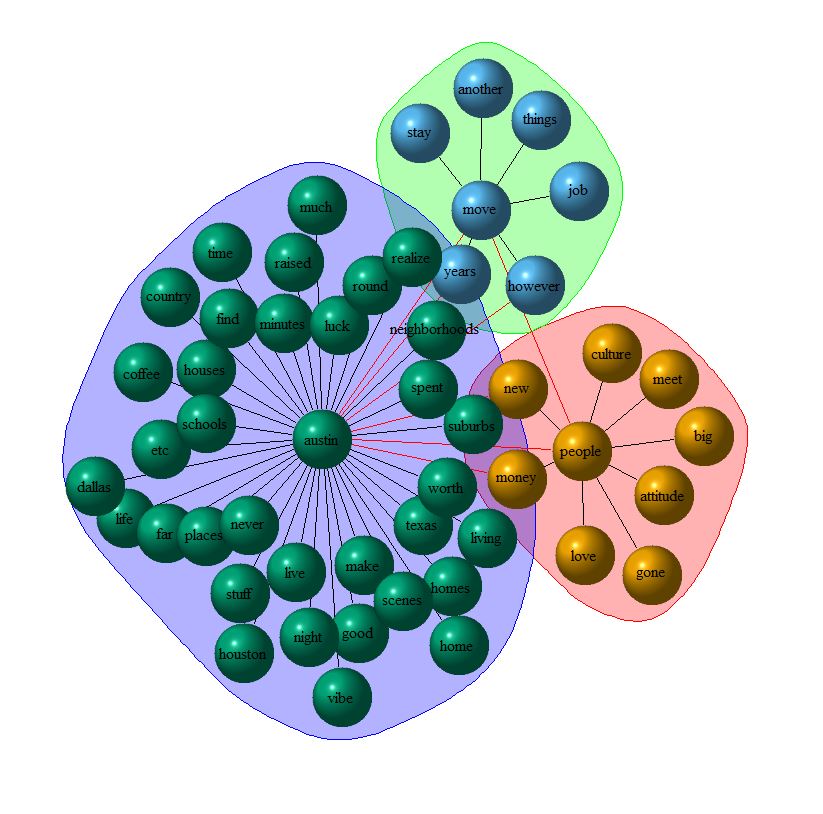 another
things
stay
job
move
much
time
raised
realize
years
round
however
country
find
minutes
luck
neighborhoods
culture
coffee
houses
meet
new
spent
schools
suburbs
big
austin
etc
people
dallas
worth
money
attitude
life
far
places
never
texas
living
live
make
love
gone
stuff
scenes
homes
houston
night
good
home
vibe